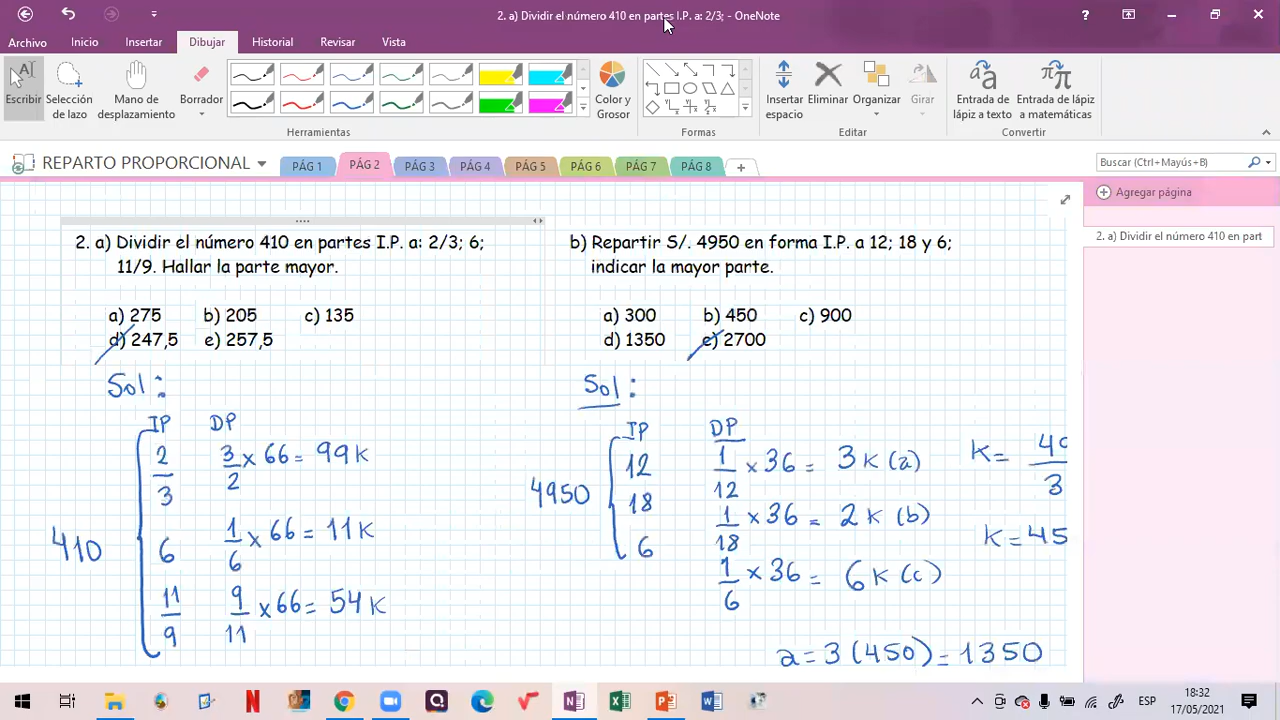 2. a) Dividir el número 410 en partes I.P. a: 2/3; - OneNote
Archivo
Inicio
Insertar
Dibujar
Historial
Revisar
Vista
Escribir
Selección de lazo
Mano de desplazamiento
Borrador
Color y Grosor
Insertar espacio
Eliminar
Organizar
Girar
Entrada de lápiz a texto
Entrada de lápiz a matemáticas
Herramientas
Formas
Editar
Convertir
REPARTO PROPORCIONAL
PÁG 1
PÁG 2
PÁG 3
PÁG 4
PÁG 5
PÁG 6
PÁG 7
PÁG 8
Buscar (Ctrl+Mayús+B)
Agregar página
2. a) Dividir el número 410 en part
2. a) Dividir el número 410 en partes I.P. a: 2/3; 6;
11/9. Hallar la parte mayor.
a) 275 b) 205 c) 135
d) 247,5 e) 257,5
Sol:
IP DP
2/3 3/2 x 66 = 99K
6 1/6 x 66 = 11K
410
11/9 9/11 x 66 = 54K
b) Repartir S/. 4950 en forma I.P. a 12; 18 y 6;
indicar la mayor parte.
a) 300 b) 450 c) 900
d) 1350 e) 2700
Sol:
IP DP
12 1/12 x 36 = 3K (a)
4950
18 1/18 x 36 = 2K (b)
6 1/6 x 36 = 6K (c)
K = 49
3
K = 45
a = 3 (450) = 1350
ESP
18:32
17/05/2021